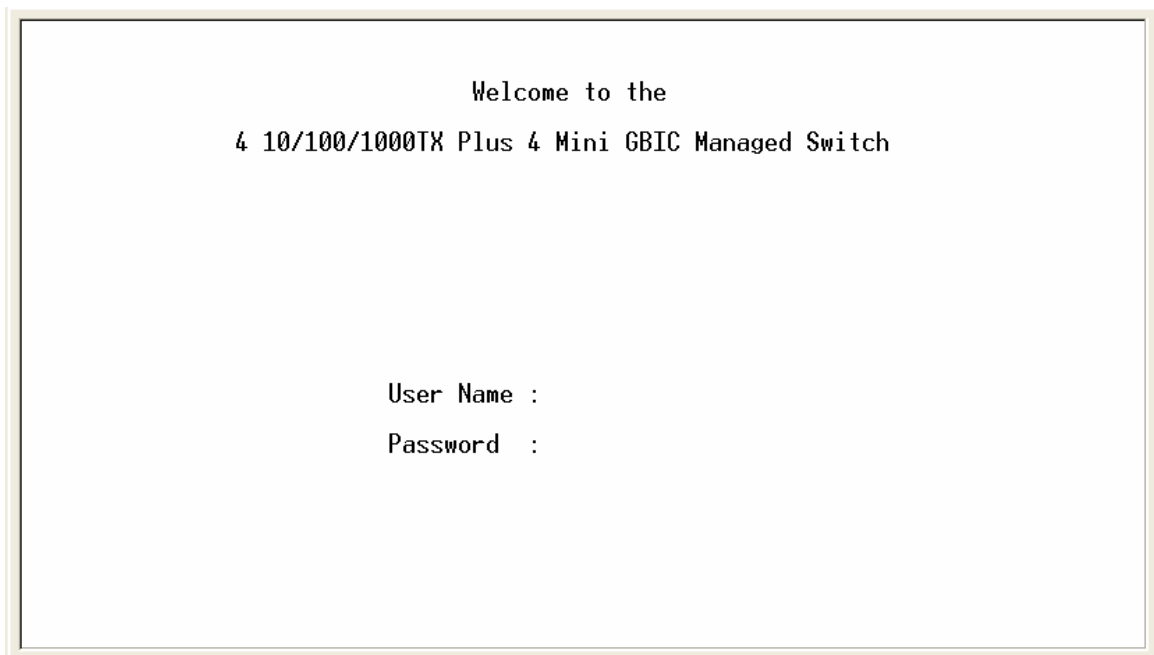 Welcome to the
4 10/100/1000TX Plus 4 Mini GBIC Managed Switch
User Name :
Password  :